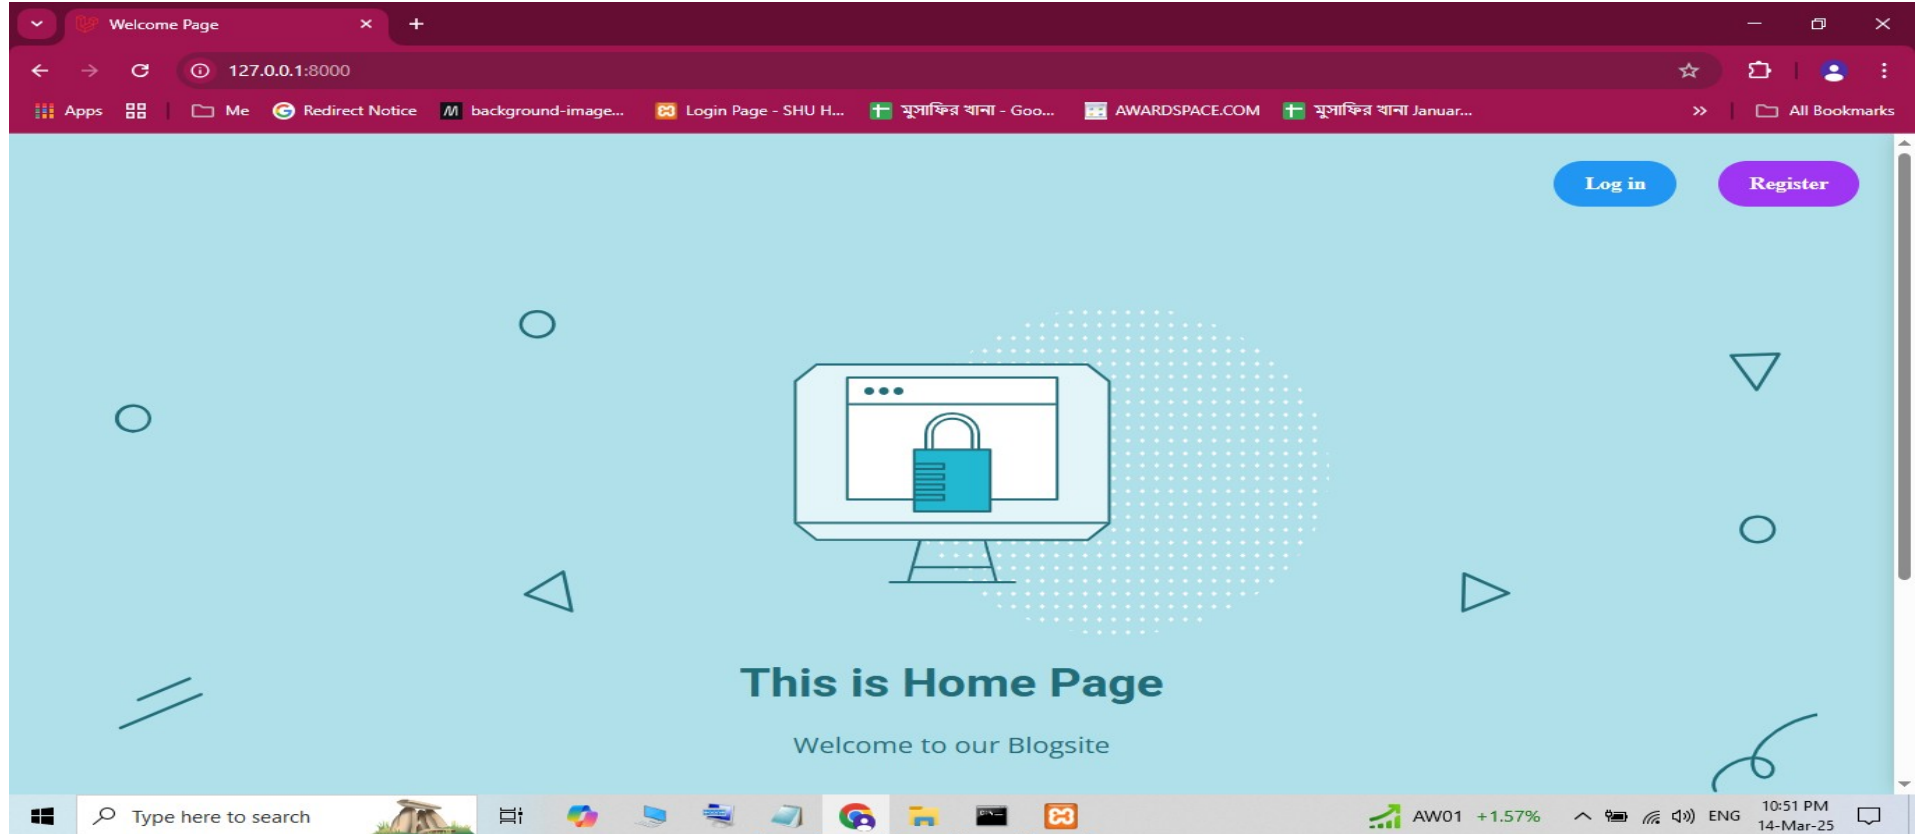 Welcome Page
127.0.0.1:8000
Apps Me Redirect Notice background-image... Login Page - SHU H... মুসাফির খানা - Goo... AWARDSPACE.COM মুসাফির খানা Januar... All Bookmarks
Log in Register
This is Home Page
Welcome to our Blogsite
Type here to search AW01 +1.57% ENG 10:51 PM
14-Mar-25